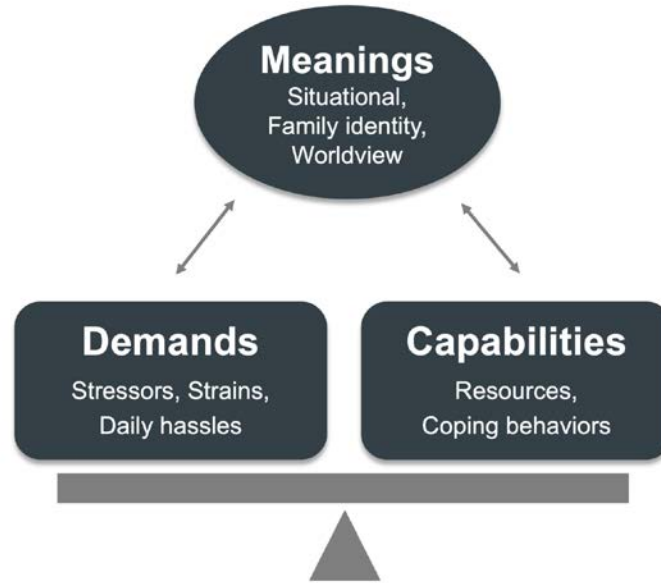 Meanings
Situational,
Family identity,
Worldview
Demands
Stressors, Strains,
Daily hassles
Capabilities
Resources,
Coping behaviors